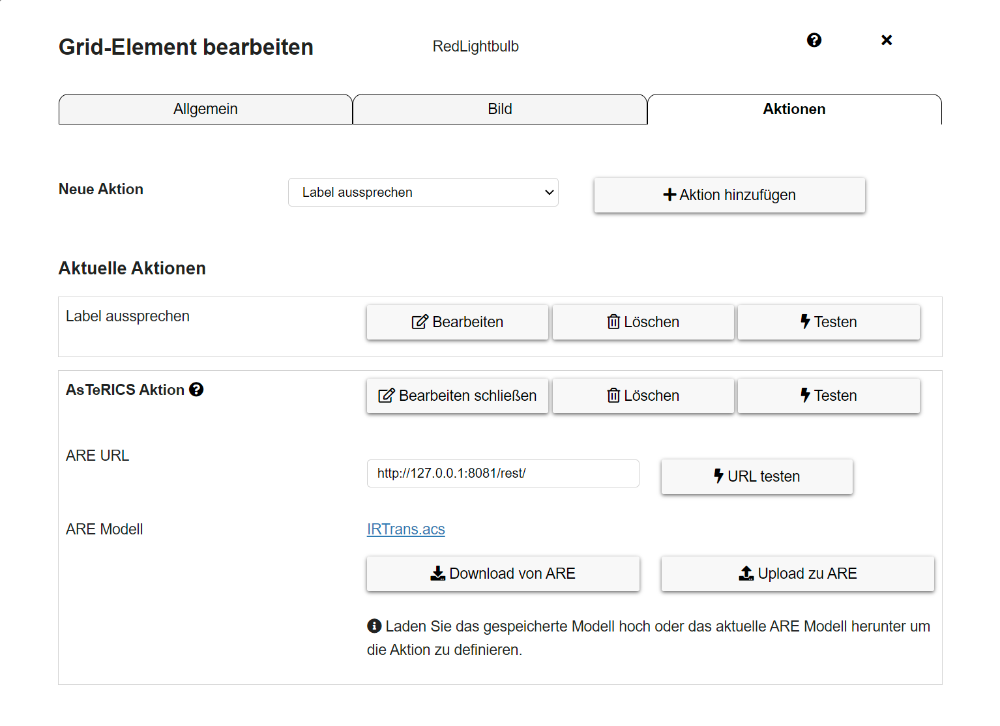 Grid-Element bearbeiten
RedLightbulb
Allgemein
Bild
Aktionen
Neue Aktion
Label aussprechen
Aktion hinzufügen
Aktuelle Aktionen
Label aussprechen
Bearbeiten
Löschen
Testen
AsTeRICS Aktion
Bearbeiten schließen
Löschen
Testen
ARE URL
http://127.0.0.1:8081/rest/
URL testen
ARE Modell
IRTrans.acs
Download von ARE
Upload zu ARE
Laden Sie das gespeicherte Modell hoch oder das aktuelle ARE Modell herunter um
die Aktion zu definieren.